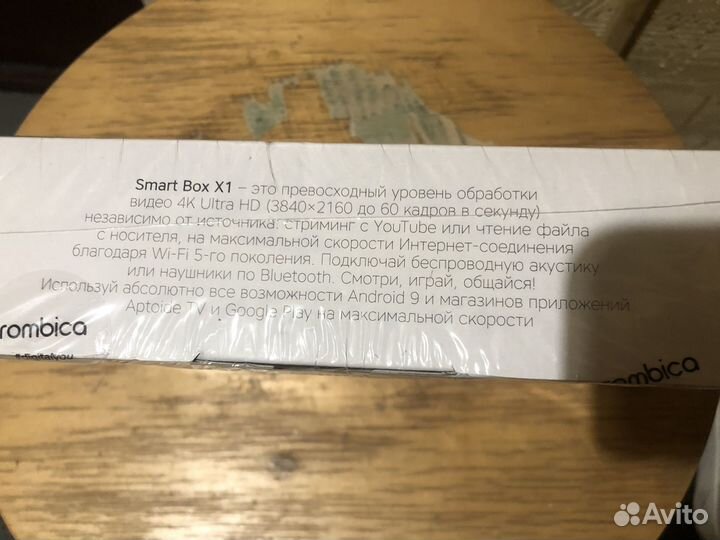 Smart Box X1 – это превосходный уровень обработки
видео 4K Ultra HD (3840×2160 до 60 кадров в секунду)
независимо от источника: стриминг с YouTube или чтение файла
с носителя, на максимальной скорости Интернет-соединения
благодаря Wi-Fi 5-го поколения. Подключай беспроводную акустику
или наушники по Bluetooth. Смотри, играй, общайся!
Используй абсолютно все возможности Android 9 и магазинов приложений
Aptoide TV и Google Play на максимальной скорости
rombica
#digitalyou
rombica
Avito